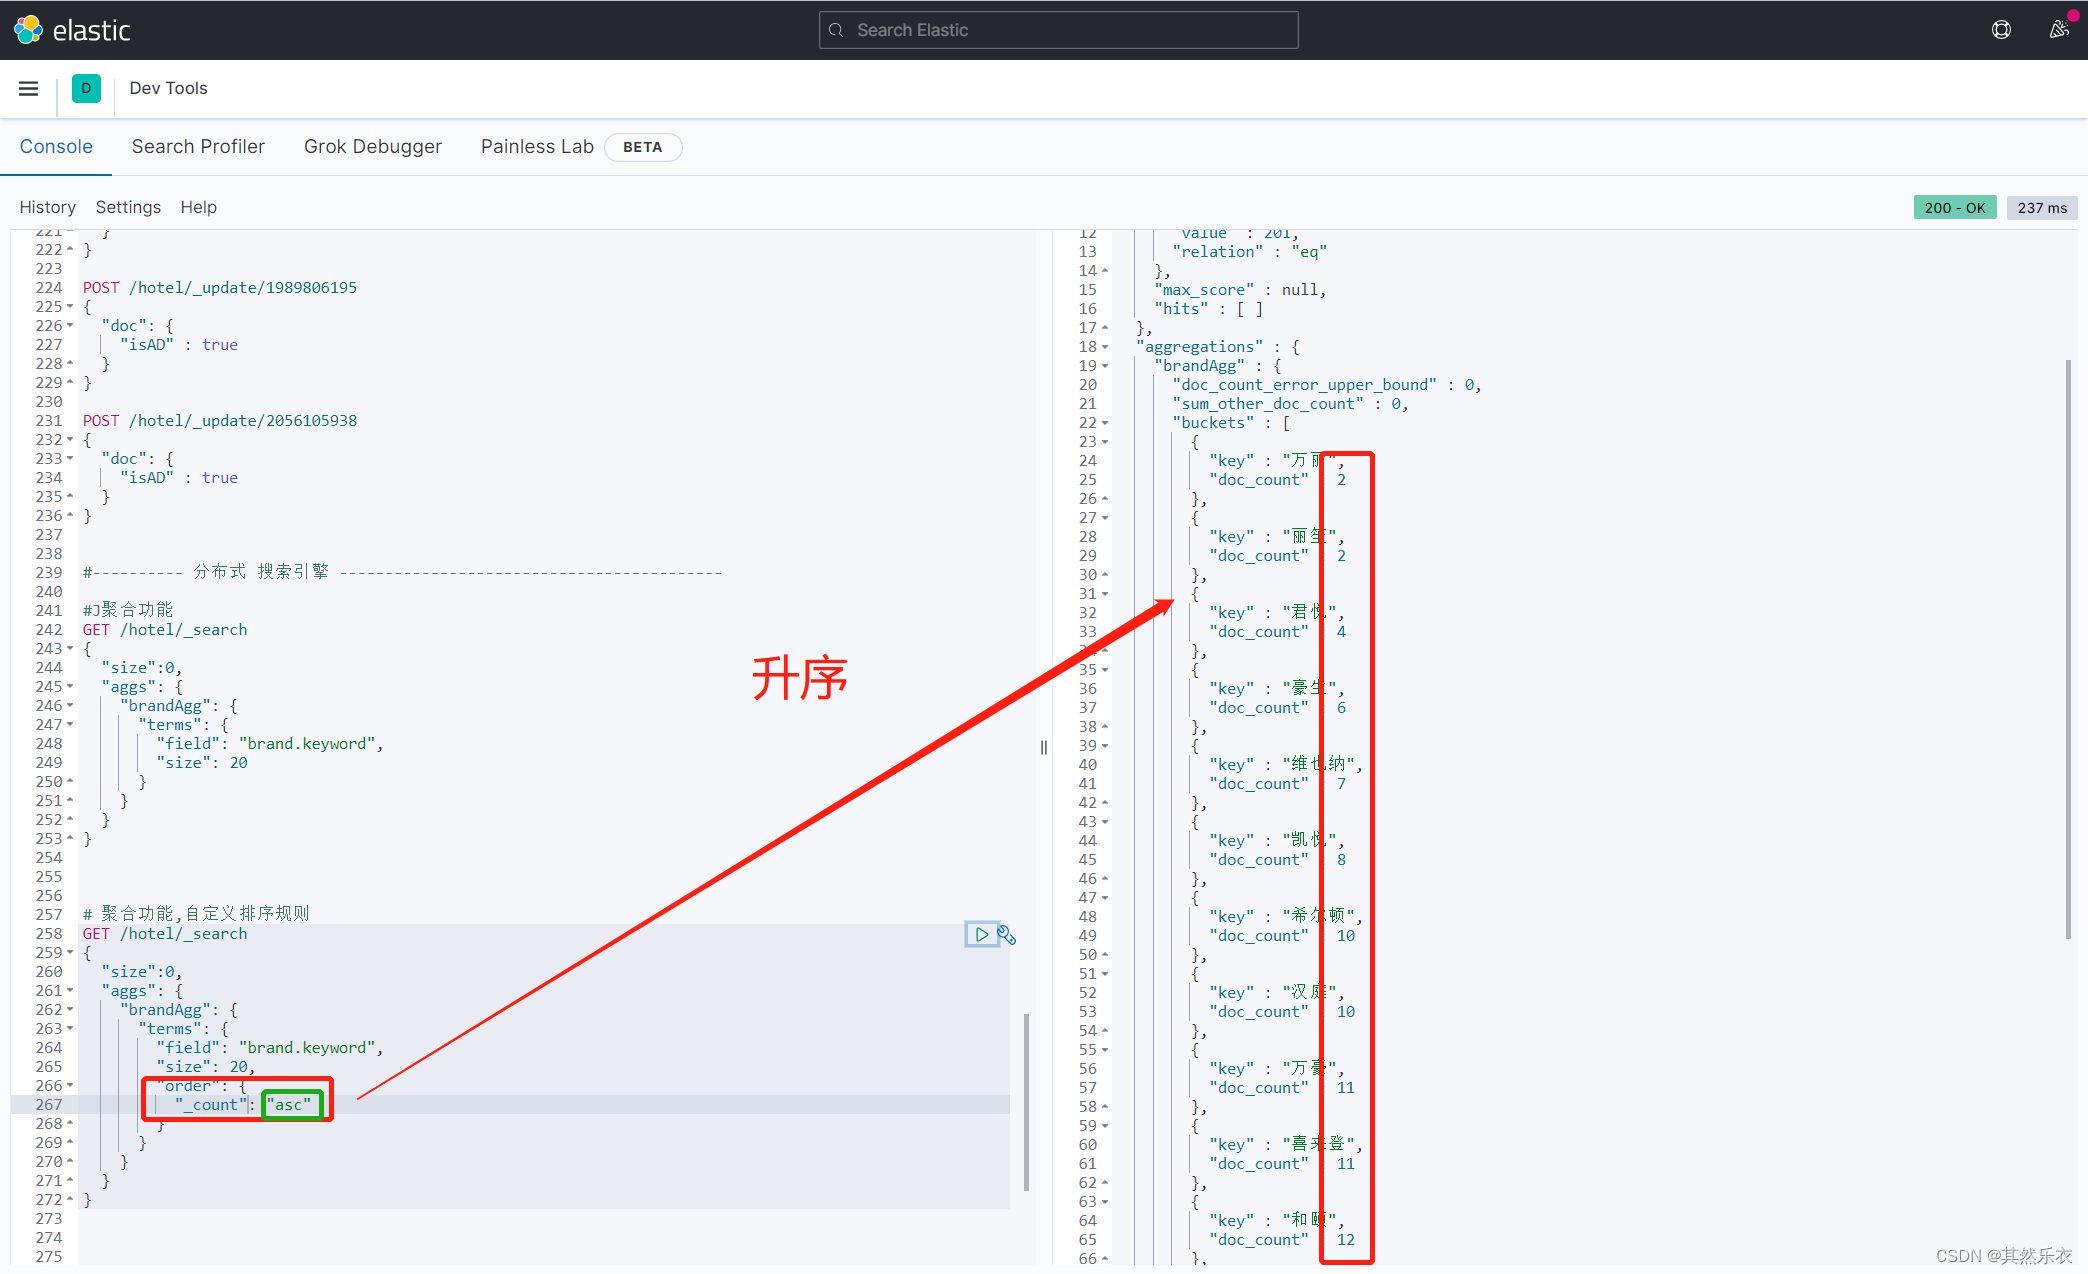 elastic
Search Elastic
D
Dev Tools
Console
Search Profiler
Grok Debugger
Painless Lab
BETA
History
Settings
Help
200 - OK
237 ms
221 }
222 }
223
224 POST /hotel/_update/1989806195
225 {
226 "doc": {
227 "isAD" : true
228 }
229 }
230
231 POST /hotel/_update/2056105938
232 {
233 "doc": {
234 "isAD" : true
235 }
236 }
237
238
239 #---------- 分布式 搜索引擎 ------------------------------------------
240
241 #J聚合功能
242 GET /hotel/_search
243 {
244 "size":0,
245 "aggs": {
246 "brandAgg": {
247 "terms": {
248 "field": "brand.keyword",
249 "size": 20
250 }
251 }
252 }
253 }
254
255
256
257 # 聚合功能,自定义排序规则
258 GET /hotel/_search
259 {
260 "size":0,
261 "aggs": {
262 "brandAgg": {
263 "terms": {
264 "field": "brand.keyword",
265 "size": 20,
266 "order": {
267 "_count": "asc"
268 }
269 }
270 }
271 }
272 }
273
274
275
升序
12 "value" : 201,
13 "relation" : "eq"
14 },
15 "max_score" : null,
16 "hits" : [ ]
17 },
18 "aggregations" : {
19 "brandAgg" : {
20 "doc_count_error_upper_bound" : 0,
21 "sum_other_doc_count" : 0,
22 "buckets" : [
23 {
24 "key" : "万丽",
25 "doc_count" : 2
26 },
27 {
28 "key" : "丽笙",
29 "doc_count" : 2
30 },
31 {
32 "key" : "君悦",
33 "doc_count" : 4
34 },
35 {
36 "key" : "豪生",
37 "doc_count" : 6
38 },
39 {
40 "key" : "维也纳",
41 "doc_count" : 7
42 },
43 {
44 "key" : "凯悦",
45 "doc_count" : 8
46 },
47 {
48 "key" : "希尔顿",
49 "doc_count" : 10
50 },
51 {
52 "key" : "汉庭",
53 "doc_count" : 10
54 },
55 {
56 "key" : "万豪",
57 "doc_count" : 11
58 },
59 {
60 "key" : "喜来登",
61 "doc_count" : 11
62 },
63 {
64 "key" : "和颐",
65 "doc_count" : 12
66 },
CSDN @其然乐衣